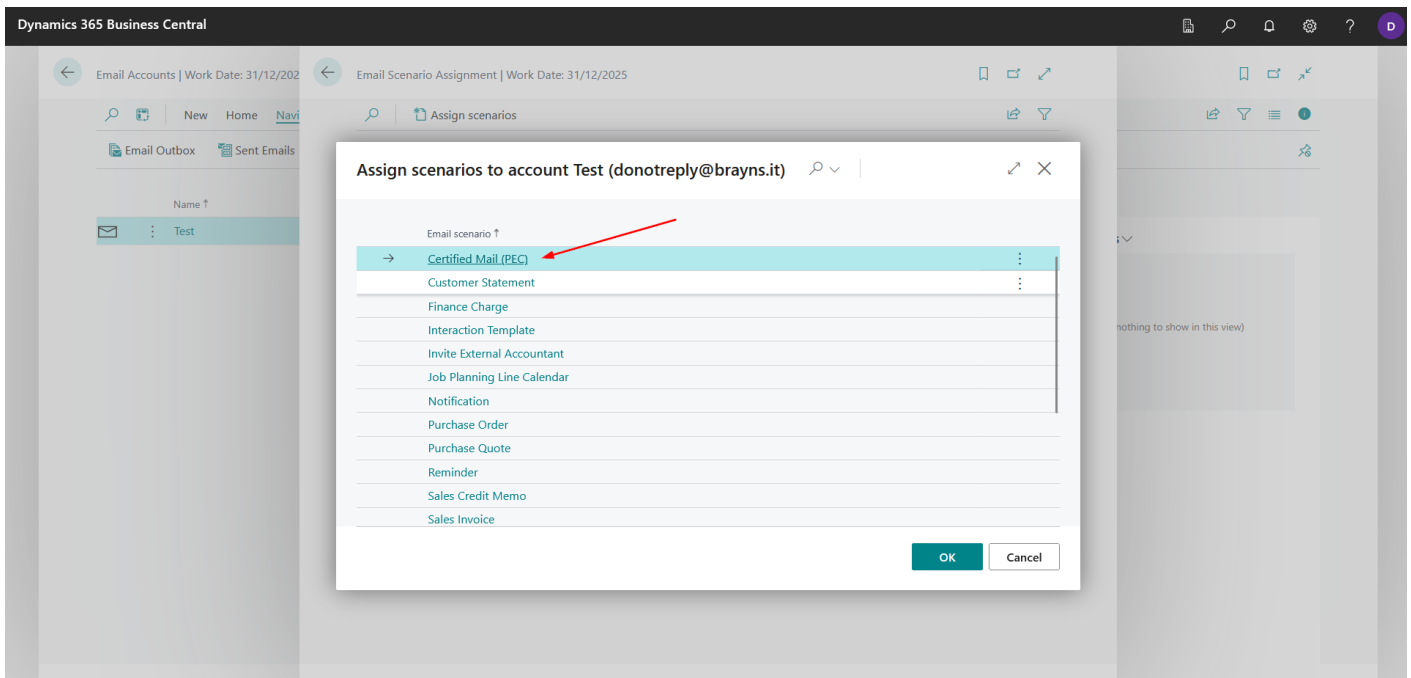 Dynamics 365 Business Central
?
D
Email Accounts | Work Date: 31/12/202
Email Scenario Assignment | Work Date: 31/12/2025
New Home Navi
Assign scenarios
Email Outbox Sent Emails
Assign scenarios to account Test (donotreply@brayns.it)
Name ↑
Test
Email scenario ↑
Certified Mail (PEC)
Customer Statement
Finance Charge
Interaction Template
nothing to show in this view)
Invite External Accountant
Job Planning Line Calendar
Notification
Purchase Order
Purchase Quote
Reminder
Sales Credit Memo
Sales Invoice
OK Cancel